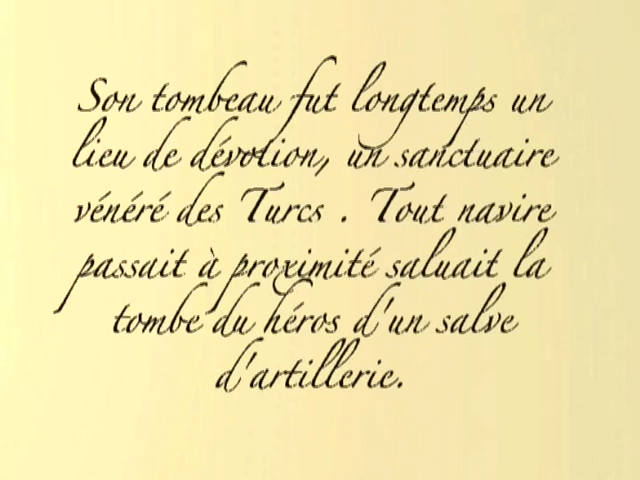 Son tombeau fut longtemps un
lieu de dévotion, un sanctuaire
vénéré des Turcs . Tout navire
passait à proximité saluait la
tombe du héros d'un salve
d'artillerie.